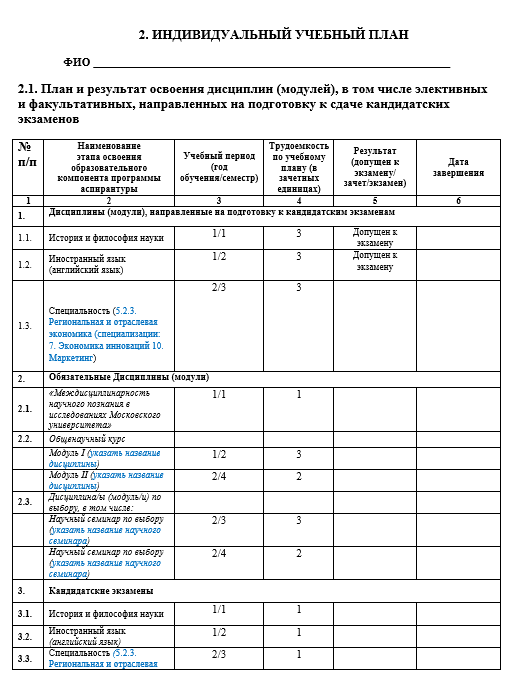 2. ИНДИВИДУАЛЬНЫЙ УЧЕБНЫЙ ПЛАН
ФИО
2.1. План и результат освоения дисциплин (модулей), в том числе элективных
и факультативных, направленных на подготовку к сдаче кандидатских
экзаменов
№
п/п
Наименование
этапа освоения
образовательного
компонента программы
аспирантуры
Учебный период
(год
обучения/семестр)
Трудоемкость
по учебному
плану (в
зачетных
единицах)
Результат
(допущен к
экзамену/
зачет/экзамен)
Дата
завершения
1 2 3 4 5 6
1. Дисциплины (модули), направленные на подготовку к кандидатским экзаменам
1.1. История и философия науки 1/1 3 Допущен к
экзамену
1.2. Иностранный язык
(английский язык)
1/2 3 Допущен к
экзамену
1.3. Специальность (5.2.3.
Региональная и отраслевая
экономика (специализации:
7. Экономика инноваций 10.
Маркетинг)
2/3 3
2. Обязательные Дисциплины (модули)
2.1. «Междисциплинарность
научного познания в
исследованиях Московского
университета»
1/1 1
2.2. Общенаучный курс
Модуль I (указать название
дисциплины)
1/2 3
Модуль II (указать название
дисциплины)
2/4 2
2.3. Дисциплина/ы (модуль/и) по
выбору, в том числе:
Научный семинар по выбору
(указать название научного
семинара)
2/3 3
Научный семинар по выбору
(указать название научного
семинара)
2/4 2
3. Кандидатские экзамены
3.1. История и философия науки 1/1 1
3.2. Иностранный язык
(английский язык)
1/2 1
3.3. Специальность (5.2.3.
Региональная и отраслевая
2/3 1